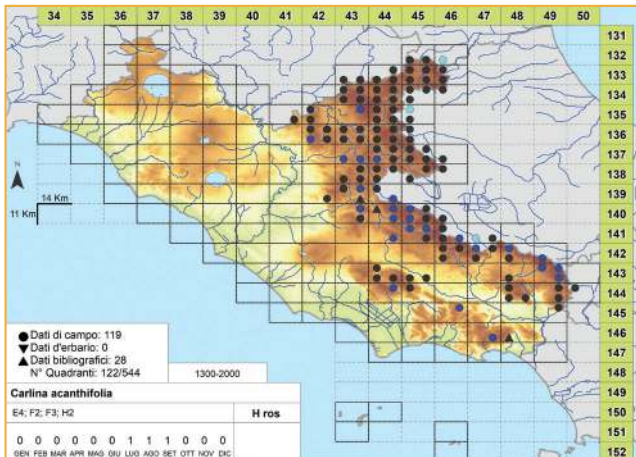 34 35 36 37 38 39 40 41 42 43 44 45 46 47 48 49 50
131
132
133
134
135
136
137
138
139
140
141
142
143
144
145
146
147
148
149
150
151
152
N
14 Km
11 Km
● Dati di campo: 119
▼ Dati d'erbario: 0
▲ Dati bibliografici: 28
N° Quadranti: 122/544
1300-2000
Carlina acanthifolia
E4; F2; F3; H2
H ros
0 0 0 0 0 0 1 1 1 0 0 0
GEN FEB MAR APR MAG GIU LUG AGO SET OTT NOV DIC